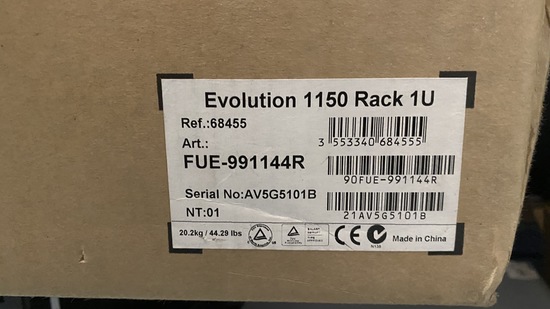 Evolution 1150 Rack 1U
Ref.:68455
3 553340 684555
Art.:
FUE-991144R
90FUE-991144R
Serial No:AV5G5101B
21AV5G5101B
NT:01
20.2kg / 44.29 lbs
CE
N136
Made in China